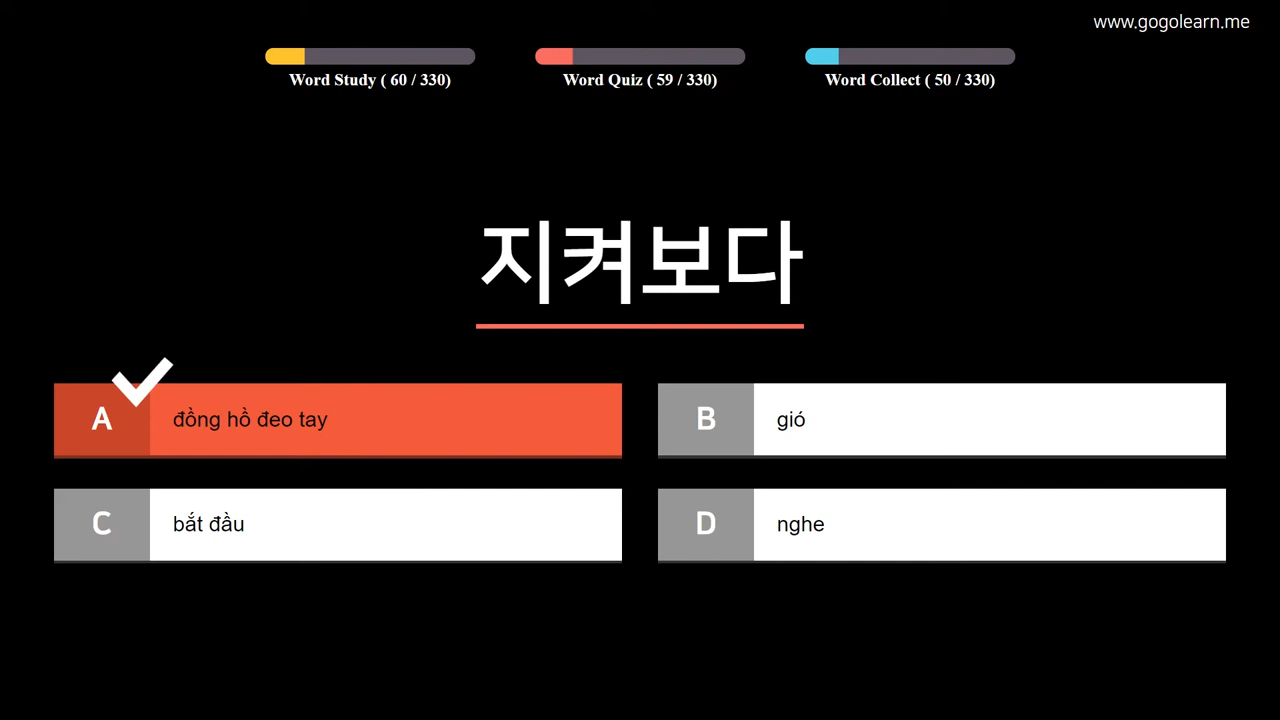 www.gogolearn.me
Word Study ( 60 / 330)
Word Quiz ( 59 / 330)
Word Collect ( 50 / 330)
지켜보다
A đồng hồ đeo tay
B gió
C bắt đầu
D nghe